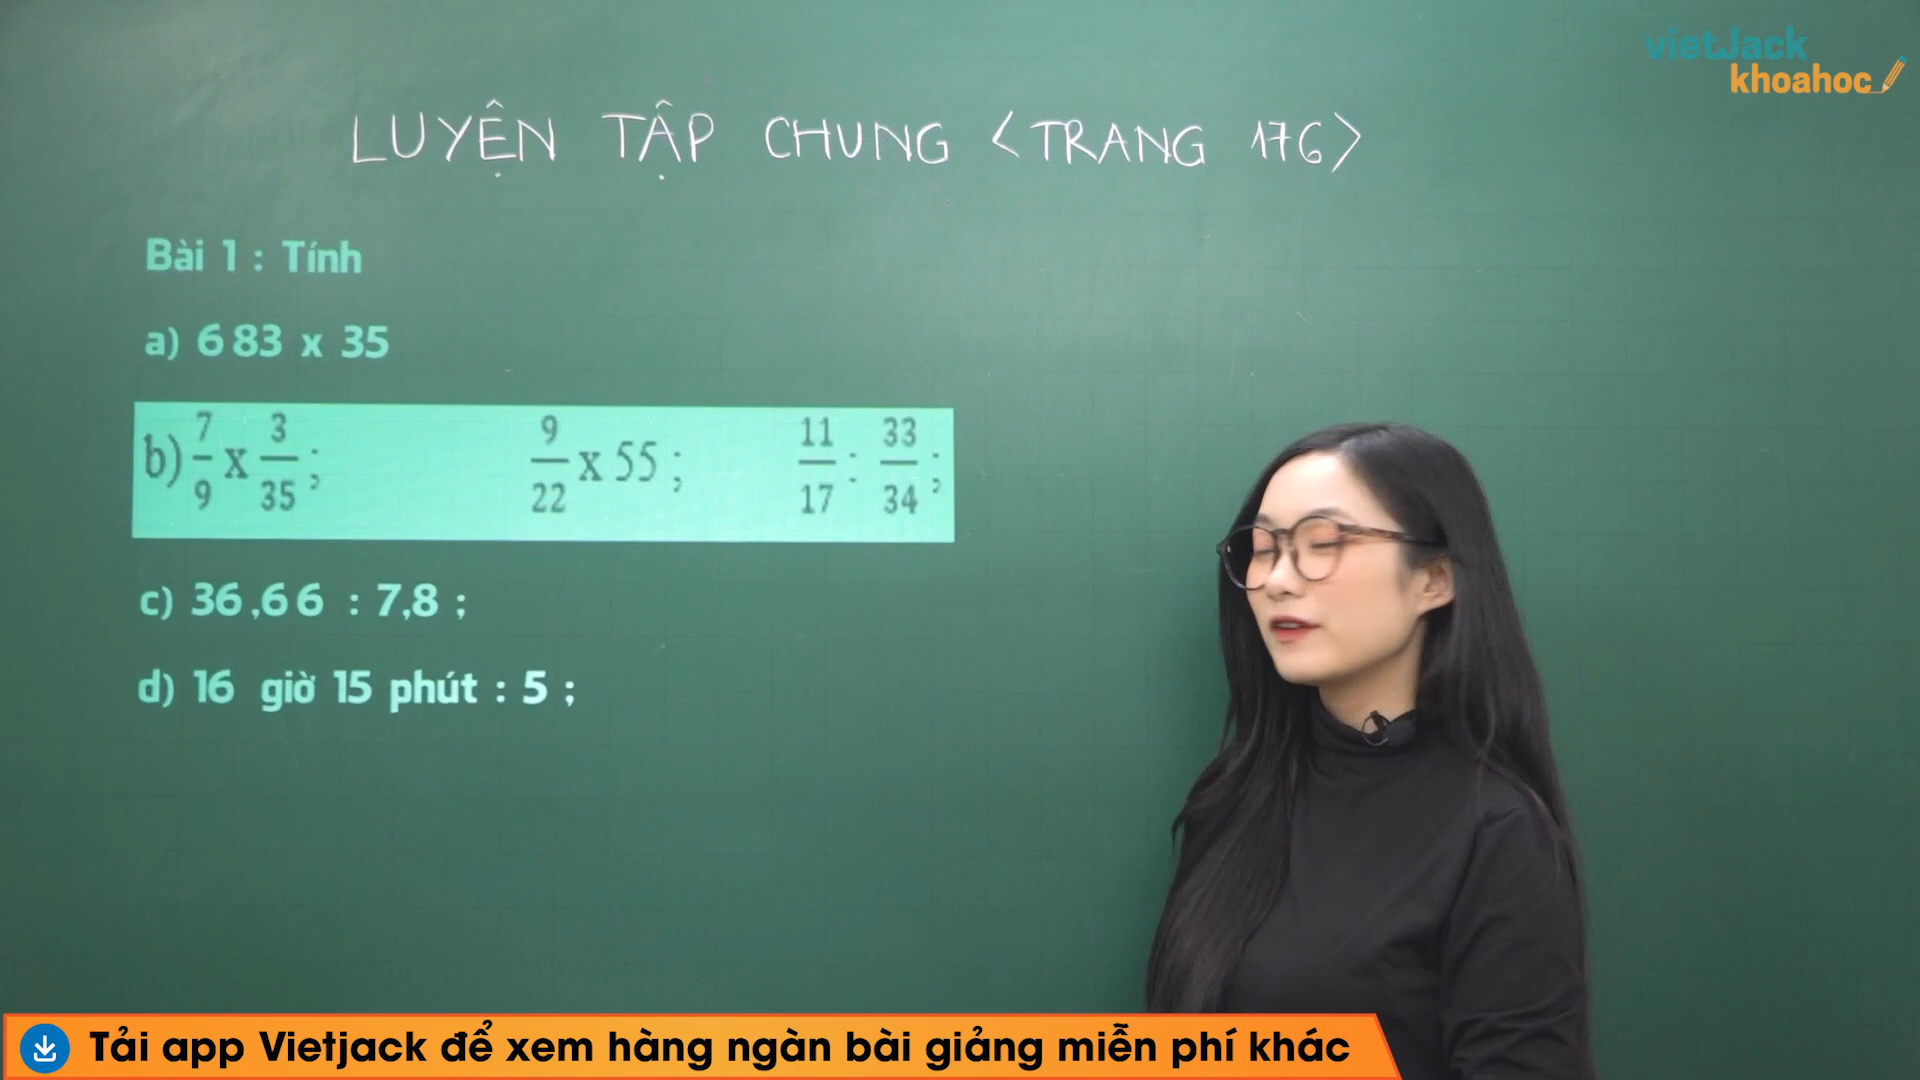 vietJack
khoahoc
LUYỆN TẬP CHUNG <TRANG 176>
Bài 1 : Tính
a) 683 x 35
b) 7/9 x 3/35 ; 9/22 x 55 ; 11/17 : 33/34 ;
c) 36,66 : 7,8 ;
d) 16 giờ 15 phút : 5 ;
Tải app Vietjack để xem hàng ngàn bài giảng miễn phí khác